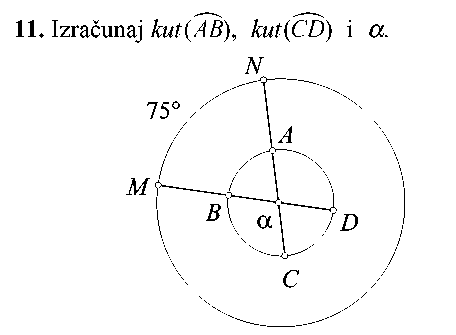 11. Izračunaj kut(AB), kut(CD) i α.
N
75°
A
M
B
α
D
C